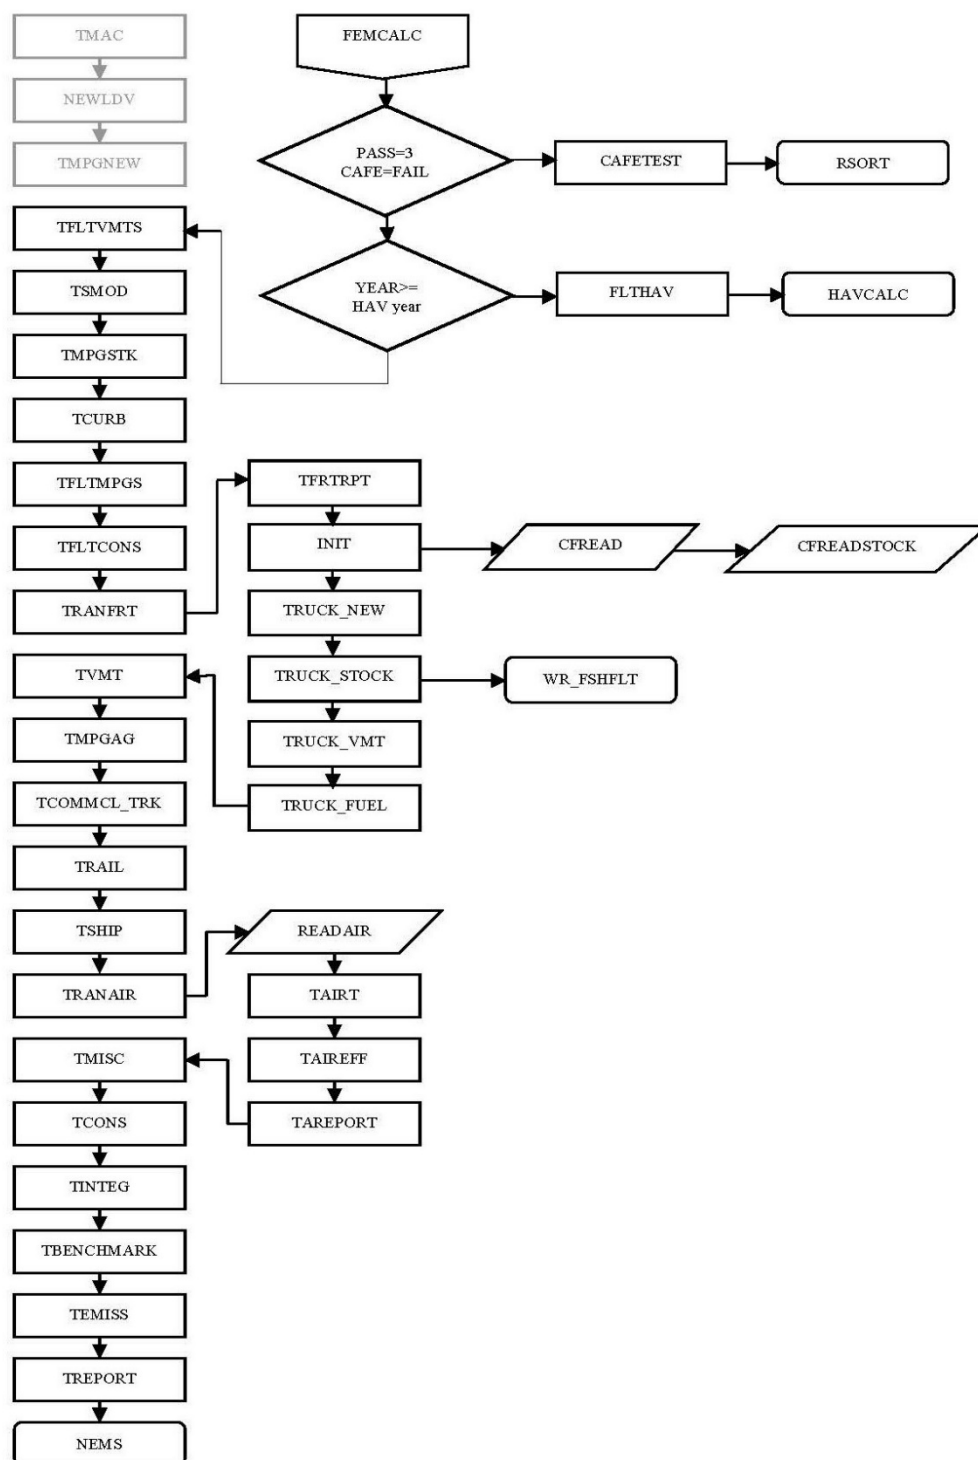 TMAC
NEWLDV
TMPGNEW
FEMCALC
PASS=3
CAFE=FAIL
CAFETEST
RSORT
YEAR>=
HAV year
FLTHAV
HAVCALC
TFLTVMTS
TSMOD
TMPGSTK
TCURB
TFLTMPGS
TFLTCONS
TRANFRT
TFRTRPT
INIT
CFREAD
CFREADSTOCK
TRUCK_NEW
TRUCK_STOCK
WR_FSHFLT
TRUCK_VMT
TRUCK_FUEL
TVMT
TMPGAG
TCOMMCL_TRK
TRAIL
TSHIP
TRANAIR
READAIR
TAIRT
TAIREFF
TAREPORT
TMISC
TCONS
TINTEG
TBENCHMARK
TEMISS
TREPORT
NEMS